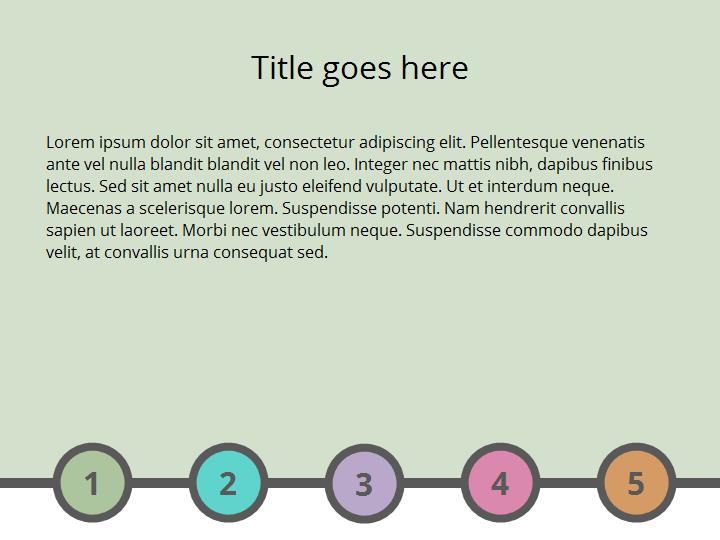 Title goes here
Lorem ipsum dolor sit amet, consectetur adipiscing elit. Pellentesque venenatis
ante vel nulla blandit blandit vel non leo. Integer nec mattis nibh, dapibus finibus
lectus. Sed sit amet nulla eu justo eleifend vulputate. Ut et interdum neque.
Maecenas a scelerisque lorem. Suspendisse potenti. Nam hendrerit convallis
sapien ut laoreet. Morbi nec vestibulum neque. Suspendisse commodo dapibus
velit, at convallis urna consequat sed.
1 2 3 4 5